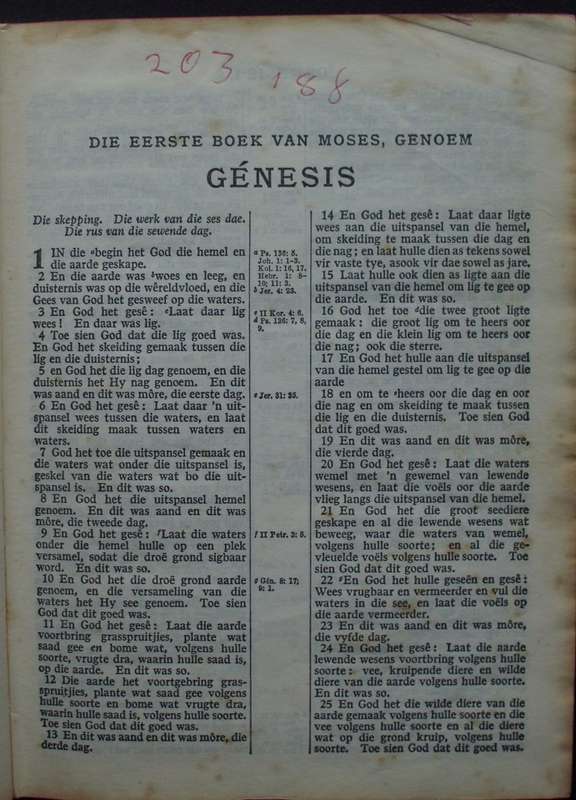 203 188
DIE EERSTE BOEK VAN MOSES, GENOEM
GÉNESIS
Die skepping. Die werk van die ses dae.
Die rus van die sewende dag.
1 IN die ᵃbegin het God die hemel en
die aarde geskape.
2 En die aarde was ᵇwoes en leeg, en
duisternis was op die wêreldvloed, en die
Gees van God het gesweef op die waters.
3 En God het gesê: ᶜLaat daar lig
wees! En daar was lig.
4 Toe sien God dat die lig goed was.
En God het skeiding gemaak tussen die
lig en die duisternis;
5 en God het die lig dag genoem, en die
duisternis het Hy nag genoem. En dit
was aand en dit was môre, die eerste dag.
6 En God het gesê: Laat daar 'n uit-
spansel wees tussen die waters, en laat
dit skeiding maak tussen waters en
waters.
7 God het toe die uitspansel gemaak en
die waters wat onder die uitspansel is,
geskei van die waters wat bo die uit-
spansel is. En dit was so.
8 En God het die uitspansel hemel
genoem. En dit was aand en dit was
môre, die tweede dag.
9 En God het gesê: ᶠLaat die waters
onder die hemel hulle op een plek
versamel, sodat die droë grond sigbaar
word. En dit was so.
10 En God het die droë grond aarde
genoem, en die versameling van die
waters het Hy see genoem. Toe sien
God dat dit goed was.
11 En God het gesê: Laat die aarde
voortbring grasspruitjies, plante wat
saad gee en bome wat, volgens hulle
soorte, vrugte dra, waarin hulle saad is,
op die aarde. En dit was so.
12 Die aarde het voortgebring gras-
spruitjies, plante wat saad gee volgens
hulle soorte en bome wat vrugte dra,
waarin hulle saad is, volgens hulle soorte.
Toe sien God dat dit goed was.
13 En dit was aand en dit was môre, die
derde dag.
a Ps. 136: 5.
Joh. 1: 1-3.
Kol. 1: 16, 17.
Hebr. 1: 8-
10; 11: 3.
b Jer. 4: 23.
c II Kor. 4: 6.
d Ps. 136: 7, 8,
9.
e Jer. 31: 35.
f II Petr. 3: 5.
g Gén. 8: 17;
9: 1.
14 En God het gesê: Laat daar ligte
wees aan die uitspansel van die hemel,
om skeiding te maak tussen die dag en
die nag; en laat hulle dien as tekens sowel
vir vaste tye, asook vir dae sowel as jare.
15 Laat hulle ook dien as ligte aan die
uitspansel van die hemel om lig te gee op
die aarde. En dit was so.
16 God het toe ᵈdie twee groot ligte
gemaak: die groot lig om te heers oor
die dag en die klein lig om te heers oor
die nag; ook die sterre.
17 En God het hulle aan die uitspansel
van die hemel gestel om lig te gee op die
aarde
18 en om te ᵉheers oor die dag en oor
die nag en om skeiding te maak tussen
die lig en die duisternis. Toe sien God
dat dit goed was.
19 En dit was aand en dit was môre,
die vierde dag.
20 En God het gesê: Laat die waters
wemel met 'n gewemel van lewende
wesens, en laat die voëls oor die aarde
vlieg langs die uitspansel van die hemel.
21 En God het die groot seediere
geskape en al die lewende wesens wat
beweeg, waar die waters van wemel,
volgens hulle soorte; en al die ge-
vleuelde voëls volgens hulle soorte. Toe
sien God dat dit goed was.
22 ᵍEn God het hulle geseën en gesê:
Wees vrugbaar en vermeerder en vul die
waters in die see, en laat die voëls op
die aarde vermeerder.
23 En dit was aand en dit was môre,
die vyfde dag.
24 En God het gesê: Laat die aarde
lewende wesens voortbring volgens hulle
soorte: vee, kruipende diere en wilde
diere van die aarde volgens hulle soorte.
En dit was so.
25 En God het die wilde diere van die
aarde gemaak volgens hulle soorte en die
vee volgens hulle soorte en al die diere
wat op die grond kruip, volgens hulle
soorte. Toe sien God dat dit goed was.